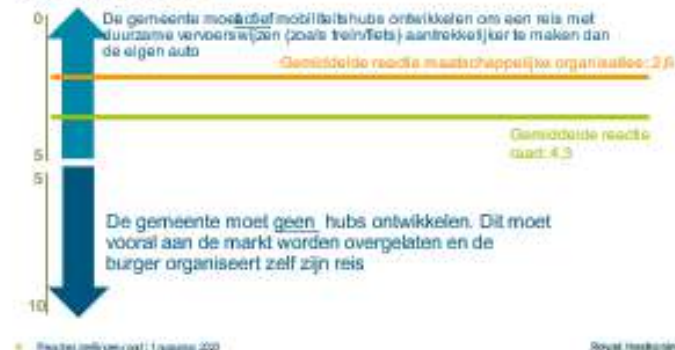 0
De gemeente moet actief mobiliteitshubs ontwikkelen om een reis met
duurzame vervoerswijzen (zoals trein/fiets) aantrekkelijker te maken dan
de eigen auto
Gemiddelde reactie maatschappelijke organisaties: 2,6
Gemiddelde reactie
raad: 4,3
5
5
De gemeente moet geen hubs ontwikkelen. Dit moet
vooral aan de markt worden overgelaten en de
burger organiseert zelf zijn reis
10